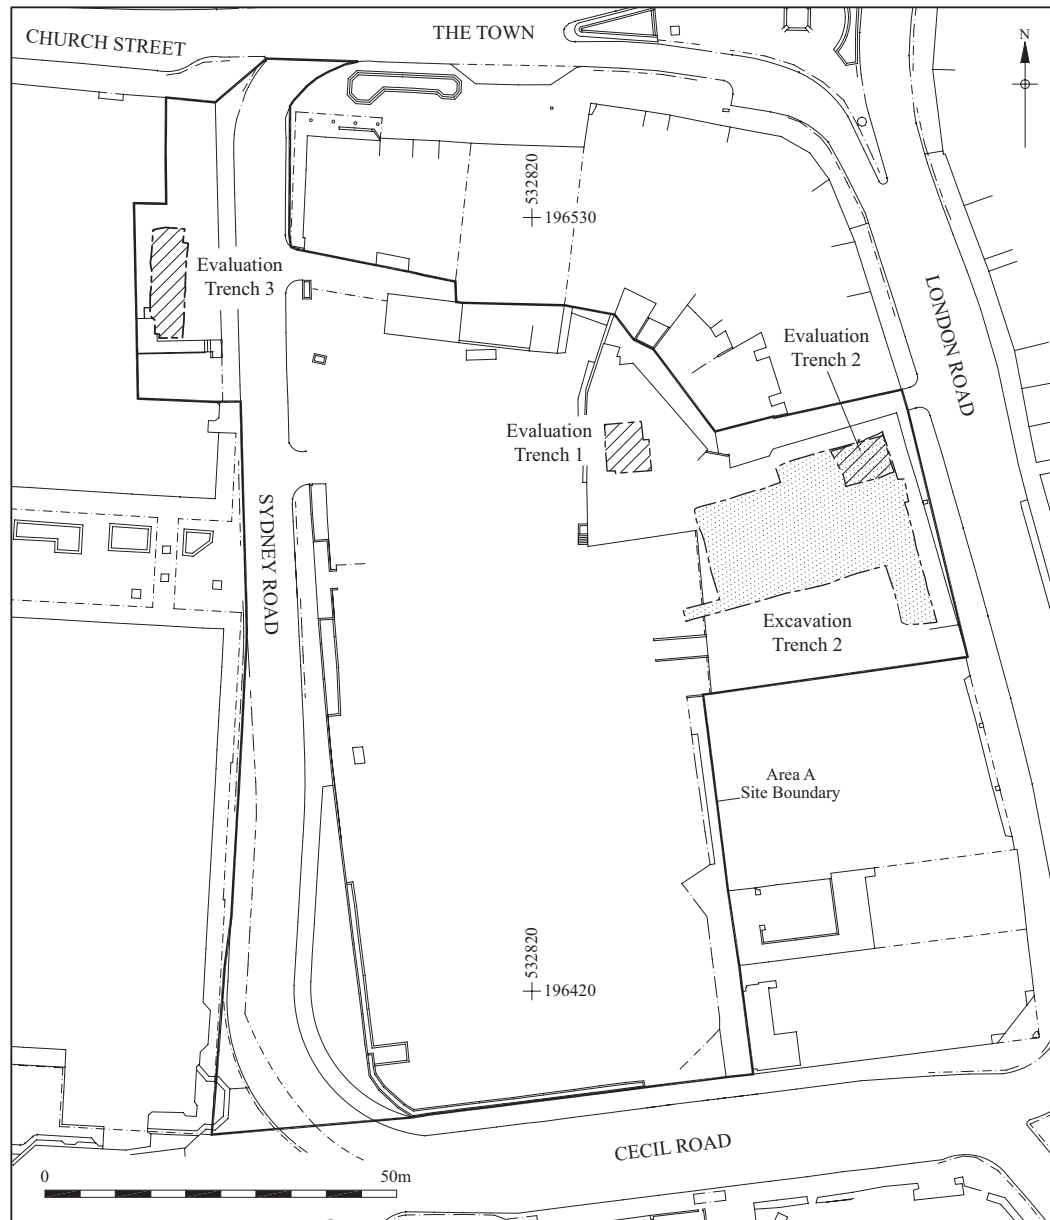 CHURCH STREET
THE TOWN
N
532820
196530
Evaluation
Trench 3
LONDON ROAD
Evaluation
Trench 2
Evaluation
Trench 1
SYDNEY ROAD
Excavation
Trench 2
Area A
Site Boundary
532820
196420
CECIL ROAD
0
50m